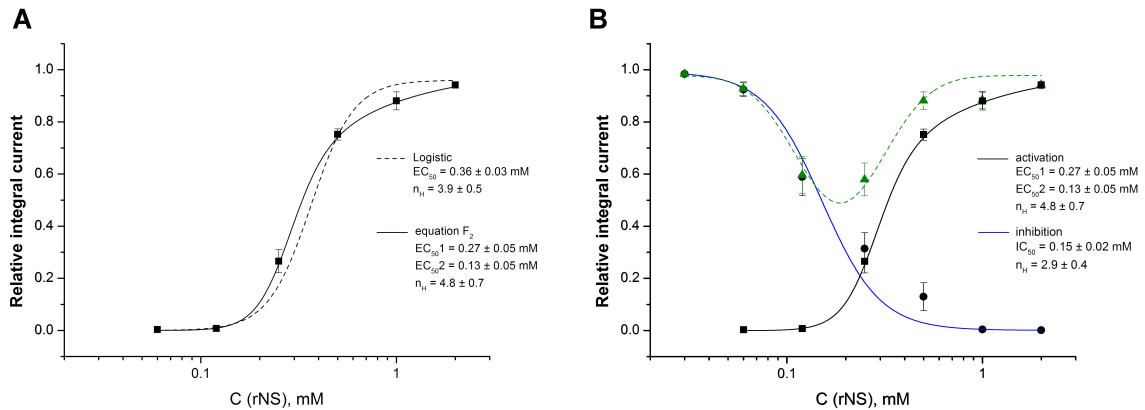 A
Relative integral current
1.0
0.8
0.6
0.4
0.2
0.0
0.1
1
C (rNS), mM
Logistic
EC50 = 0.36 ± 0.03 mM
nH = 3.9 ± 0.5
equation F2
EC501 = 0.27 ± 0.05 mM
EC502 = 0.13 ± 0.05 mM
nH = 4.8 ± 0.7
B
Relative integral current
1.0
0.8
0.6
0.4
0.2
0.0
0.1
1
C (rNS), mM
activation
EC501 = 0.27 ± 0.05 mM
EC502 = 0.13 ± 0.05 mM
nH = 4.8 ± 0.7
inhibition
IC50 = 0.15 ± 0.02 mM
nH = 2.9 ± 0.4